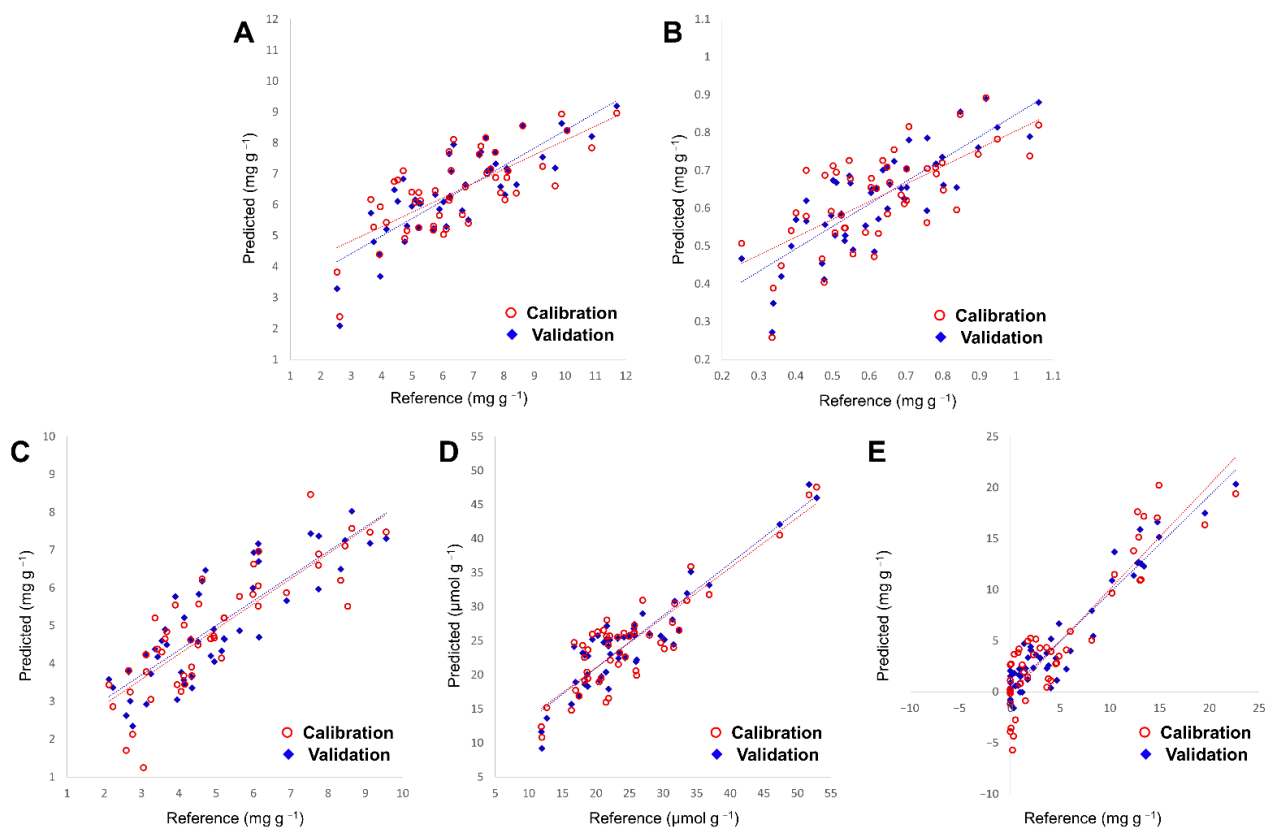 A
12
11
10
9
8
7
6
5
4
3
2
1
Predicted (mg g⁻¹)
1 2 3 4 5 6 7 8 9 10 11 12
Reference (mg g ⁻¹)
Calibration
Validation
B
1.1
1
0.9
0.8
0.7
0.6
0.5
0.4
0.3
0.2
Predicted (mg g⁻¹)
0.2 0.3 0.4 0.5 0.6 0.7 0.8 0.9 1 1.1
Reference (mg g ⁻¹)
Calibration
Validation
C
10
9
8
7
6
5
4
3
2
1
Predicted (mg g⁻¹)
1 2 3 4 5 6 7 8 9 10
Reference (mg g⁻¹)
Calibration
Validation
D
55
50
45
40
35
30
25
20
15
10
5
Predicted (µmol g⁻¹)
5 10 15 20 25 30 35 40 45 50 55
Reference (µmol g⁻¹)
Calibration
Validation
E
25
20
15
10
5
0
−5
−10
Predicted (mg g⁻¹)
−10 −5 0 5 10 15 20 25
Reference (mg g⁻¹)
Calibration
Validation